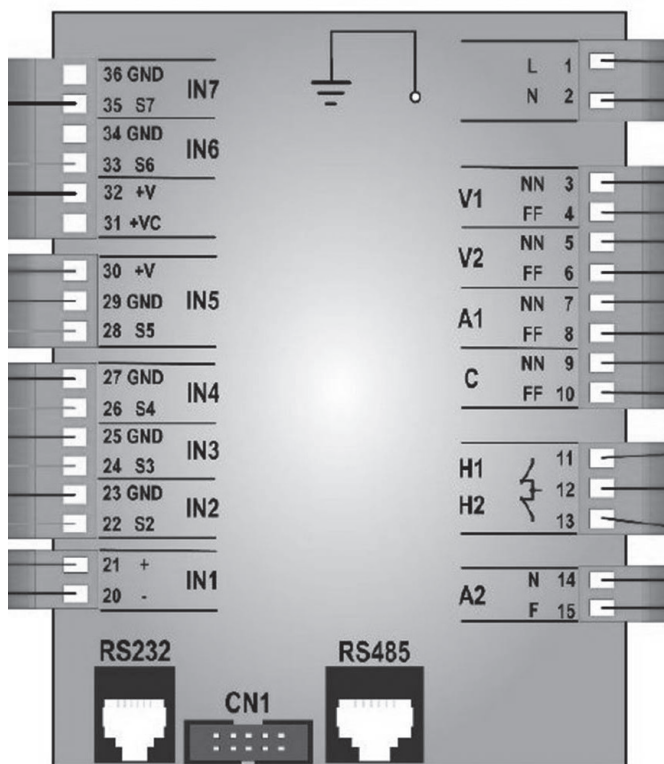 36 GND
35 S7
IN7
34 GND
33 S6
IN6
32 +V
31 +VC
30 +V
29 GND
28 S5
IN5
27 GND
26 S4
IN4
25 GND
24 S3
IN3
23 GND
22 S2
IN2
21 +
20 -
IN1
L 1
N 2
V1
NN 3
FF 4
V2
NN 5
FF 6
A1
NN 7
FF 8
C
NN 9
FF 10
H1
11
12
H2
13
A2
N 14
F 15
RS232
CN1
RS485